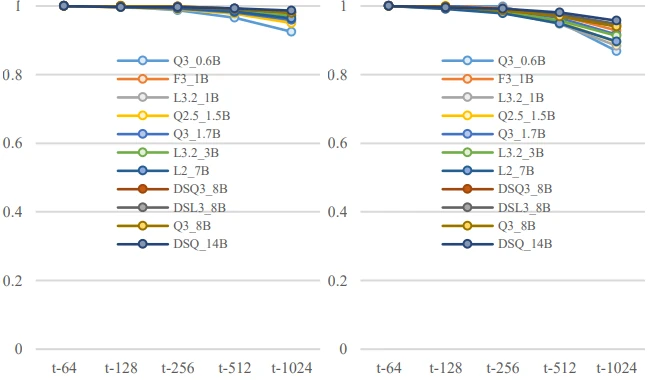 1
0.8
0.6
0.4
0.2
0
t-64 t-128 t-256 t-512 t-1024
Q3_0.6B
F3_1B
L3.2_1B
Q2.5_1.5B
Q3_1.7B
L3.2_3B
L2_7B
DSQ3_8B
DSL3_8B
Q3_8B
DSQ_14B
1
0.8
0.6
0.4
0.2
0
t-64 t-128 t-256 t-512 t-1024
Q3_0.6B
F3_1B
L3.2_1B
Q2.5_1.5B
Q3_1.7B
L3.2_3B
L2_7B
DSQ3_8B
DSL3_8B
Q3_8B
DSQ_14B